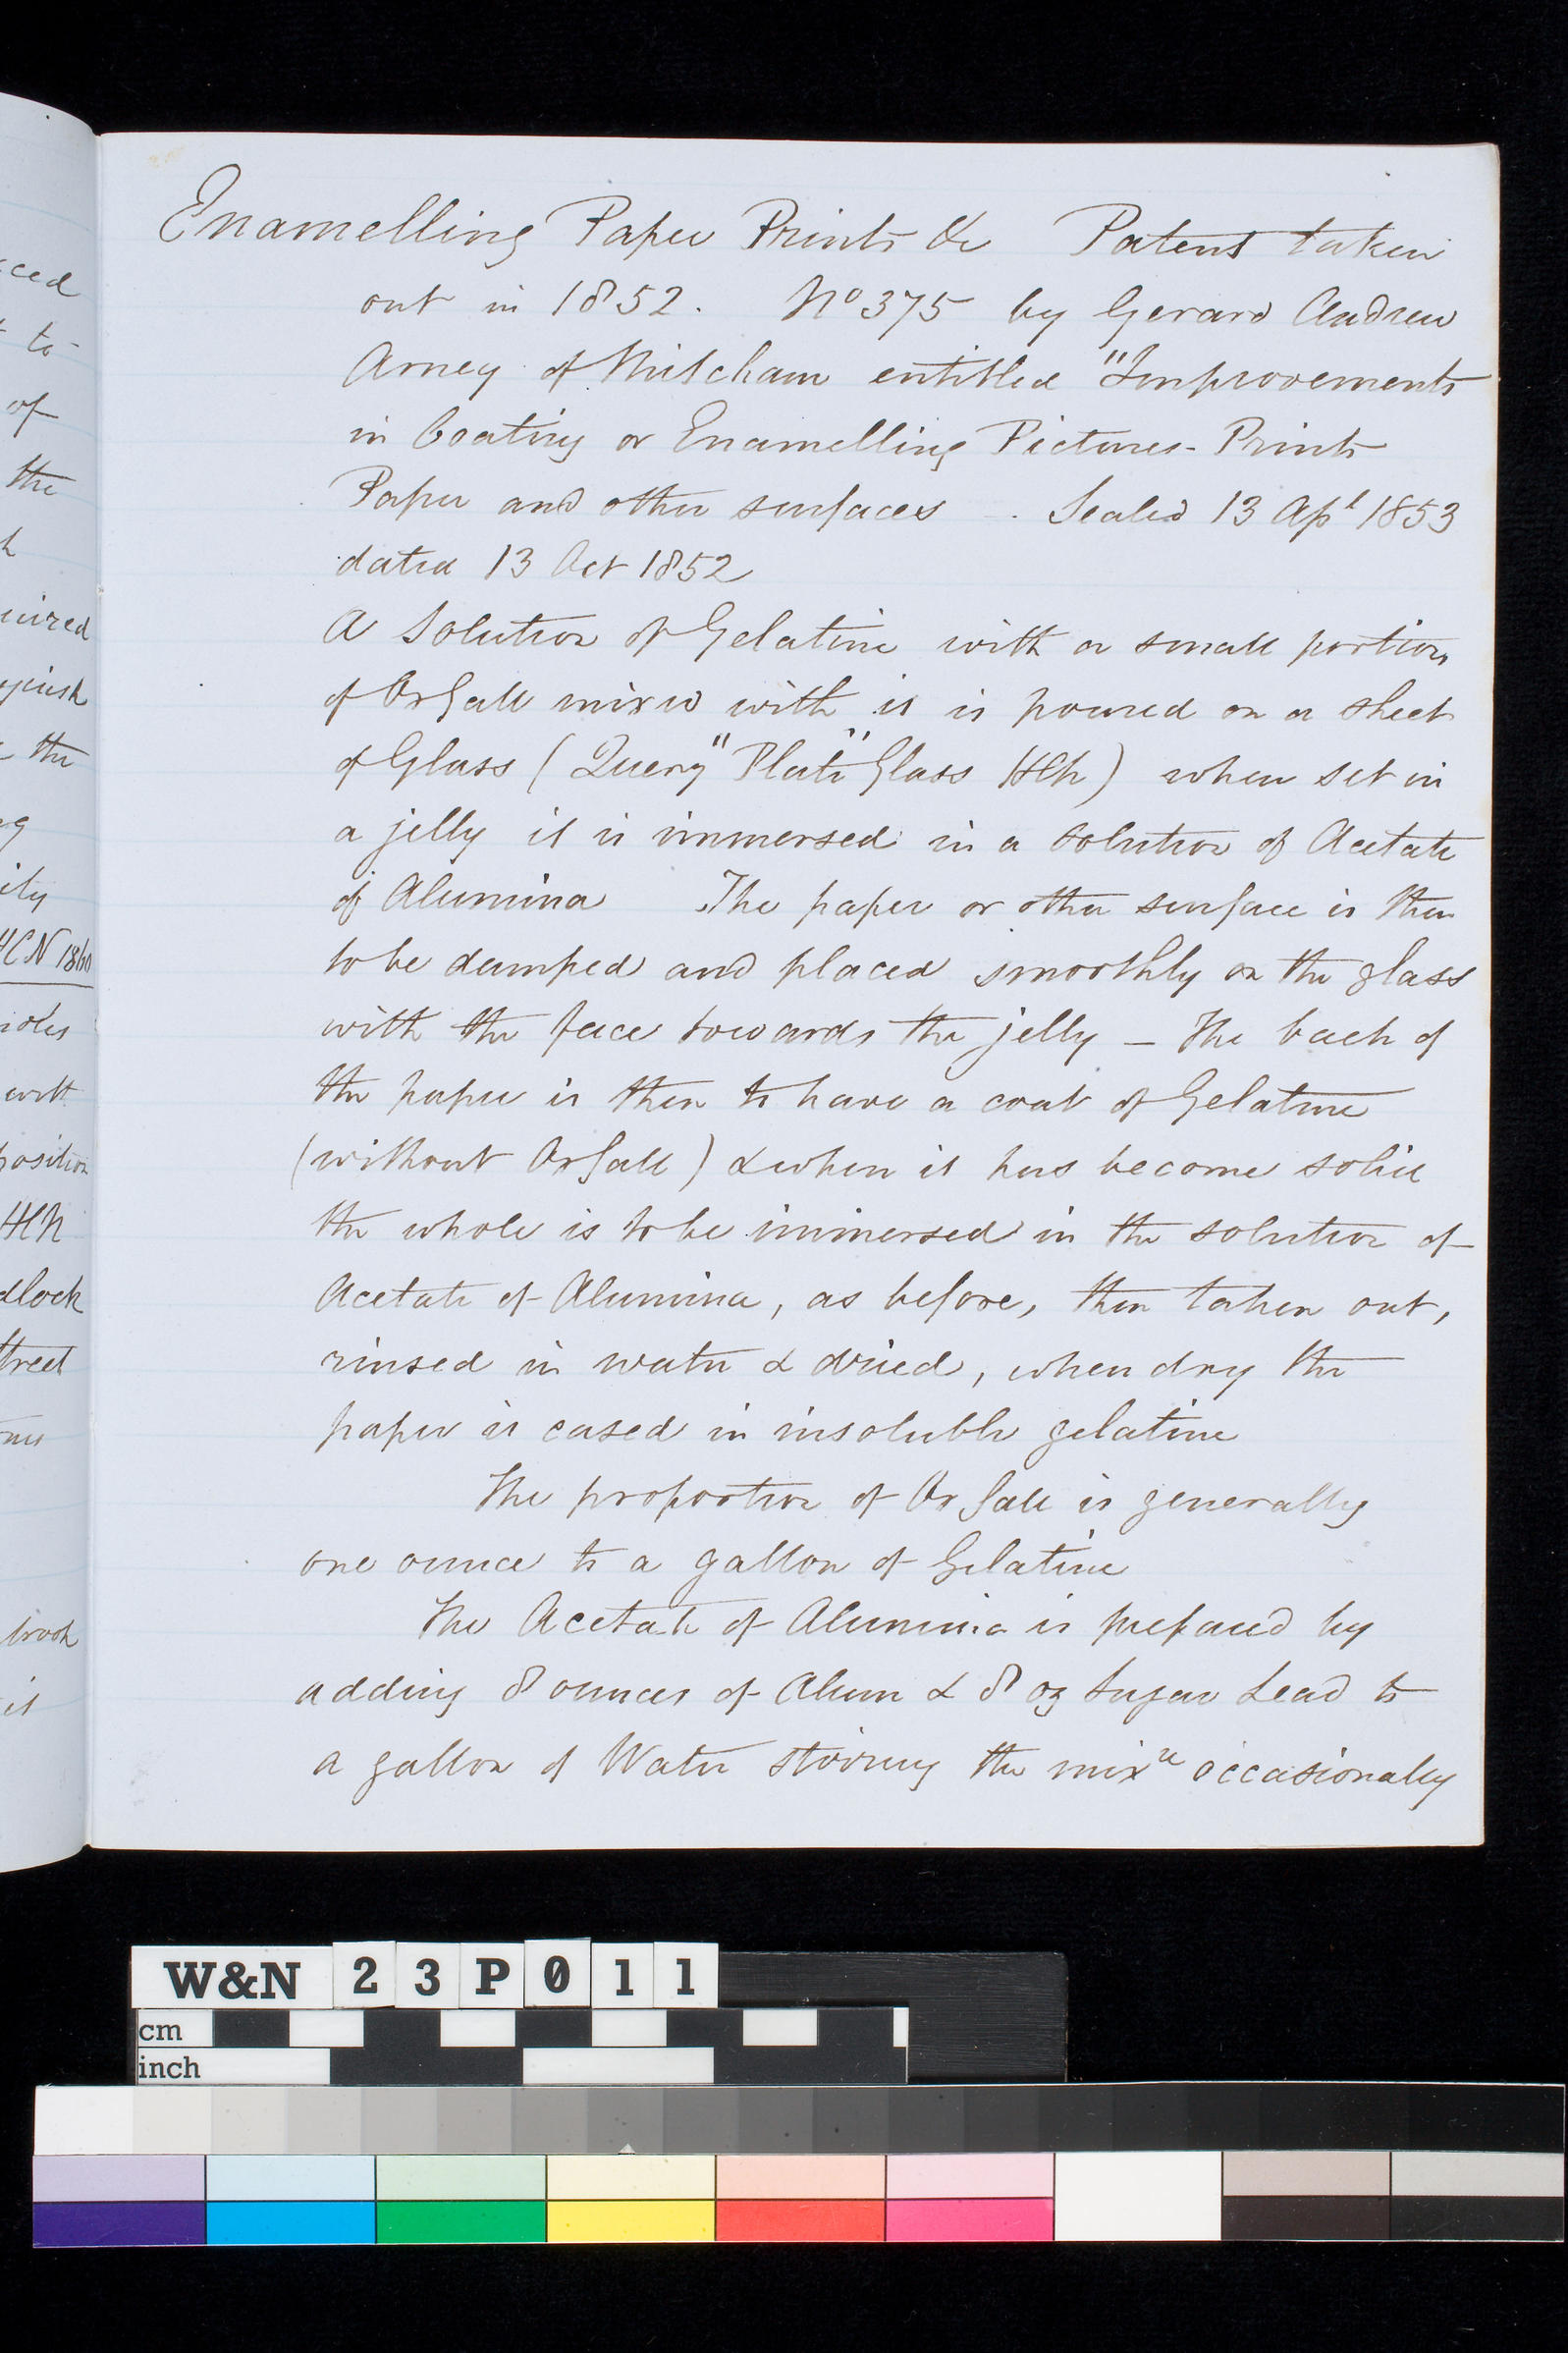 Enamelling Paper Prints &c Patent taken
out in 1852. No 375 by Gerard Andrew
Arney of Mitcham entitled "Improvements
in Coating or Enamelling Pictures - Prints
Paper and other surfaces . Sealed 13 Apl 1853
dated 13 Oct 1852
A Solution of Gelatine with a small portion
of Ox Gall mixed with it is poured on a sheet
of Glass (Query "Plate" Glass HCN) when set in
a jelly it is immersed in a solution of Acetate
of Alumina The paper or other surface is then
to be damped and placed smoothly on the glass
with the face towards the jelly – The back of
the paper is then to have a coat of Gelatine
(without Ox Gall) & when it has become solid
the whole is to be immersed in the solution of
Acetate of Alumina, as before, then taken out,
rinsed in water & dried, when dry the
paper is cased in insoluble gelatine
The proportion of Ox Gall is generally
one ounce to a gallon of Gelatine
The Acetate of Alumina is prepared by
adding 8 ounces of Alum & 8 oz Sugar Lead to
a gallon of Water stirring the mixre occasionally
ced
to
of
the
uired
the
ity
HCN 1860
with
position
HCN
dlock
Street
brook
it
W&N 23P011
cm
inch